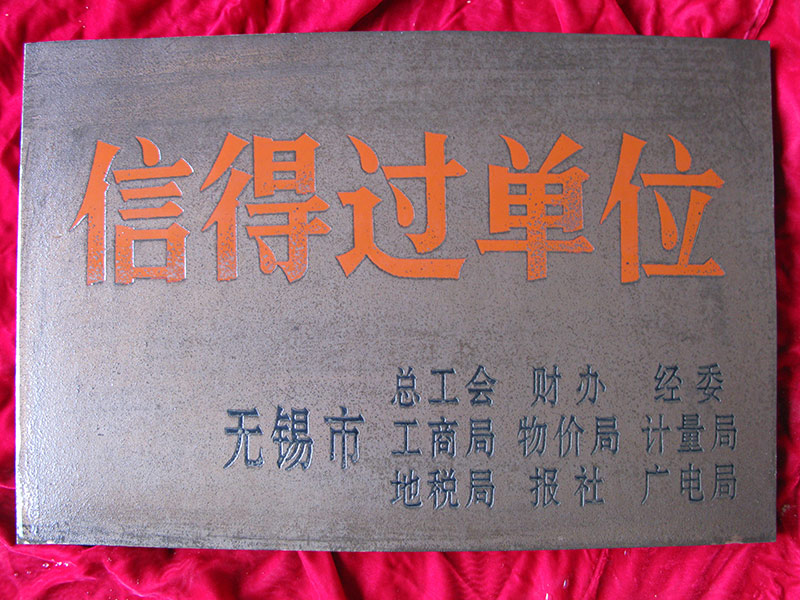 信得过单位
总工会 财办 经委
无锡市 工商局 物价局 计量局
地税局 报社 广电局